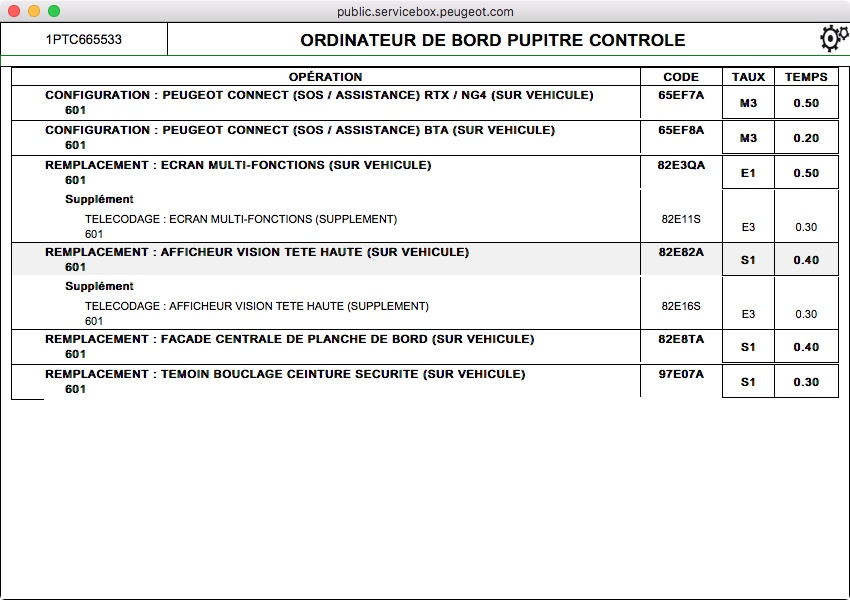 public.servicebox.peugeot.com
1PTC665533 ORDINATEUR DE BORD PUPITRE CONTROLE
OPÉRATION CODE TAUX TEMPS
CONFIGURATION : PEUGEOT CONNECT (SOS / ASSISTANCE) RTX / NG4 (SUR VEHICULE) 65EF7A M3 0.50
601
CONFIGURATION : PEUGEOT CONNECT (SOS / ASSISTANCE) BTA (SUR VEHICULE) 65EF8A M3 0.20
601
REMPLACEMENT : ECRAN MULTI-FONCTIONS (SUR VEHICULE) 82E3QA E1 0.50
601
Supplément
TELECODAGE : ECRAN MULTI-FONCTIONS (SUPPLEMENT) 82E11S E3 0.30
601
REMPLACEMENT : AFFICHEUR VISION TETE HAUTE (SUR VEHICULE) 82E82A S1 0.40
601
Supplément
TELECODAGE : AFFICHEUR VISION TETE HAUTE (SUPPLEMENT) 82E16S E3 0.30
601
REMPLACEMENT : FACADE CENTRALE DE PLANCHE DE BORD (SUR VEHICULE) 82E8TA S1 0.40
601
REMPLACEMENT : TEMOIN BOUCLAGE CEINTURE SECURITE (SUR VEHICULE) 97E07A S1 0.30
601